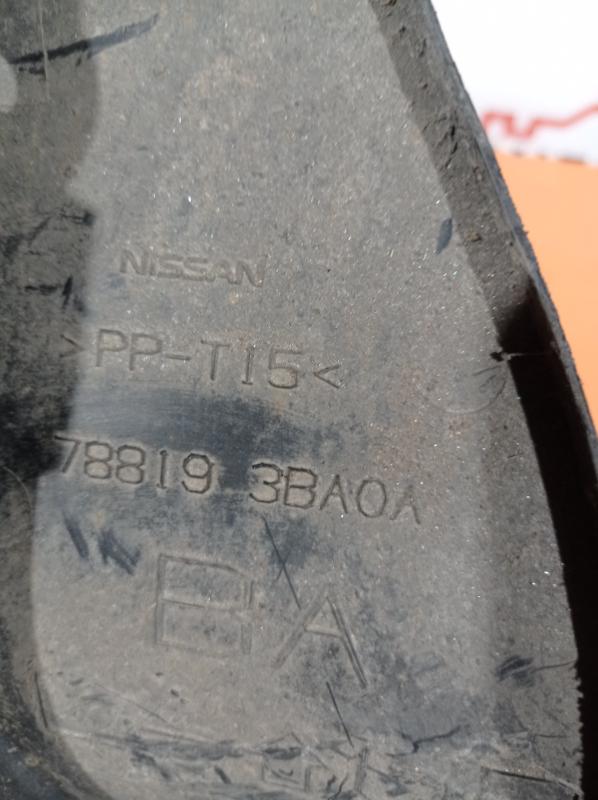 NISSAN
>PP-T15<
78819 3BA0A
BA